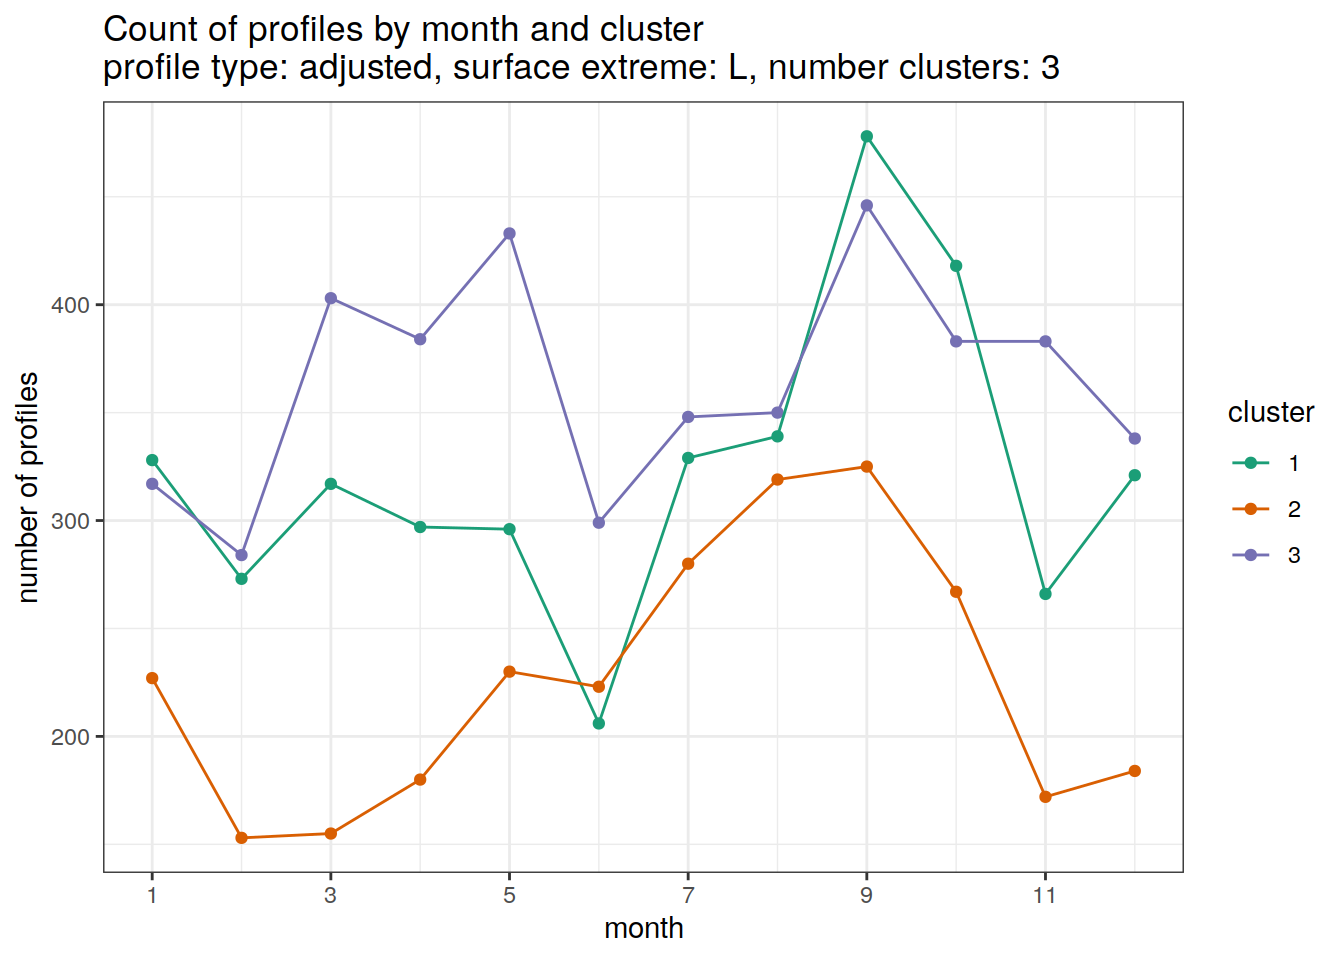 Count of profiles by month and cluster
profile type: adjusted, surface extreme: L, number clusters: 3
number of profiles
400
300
200
1 3 5 7 9 11
month
cluster
1
2
3